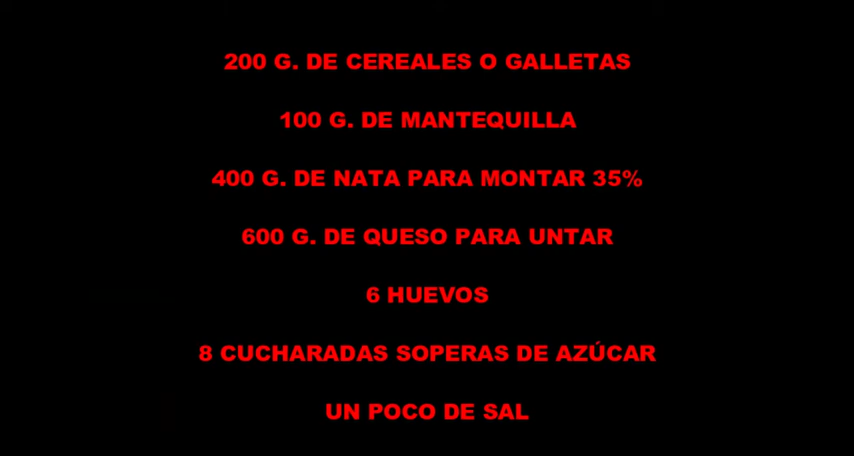 200 G. DE CEREALES O GALLETAS
100 G. DE MANTEQUILLA
400 G. DE NATA PARA MONTAR 35%
600 G. DE QUESO PARA UNTAR
6 HUEVOS
8 CUCHARADAS SOPERAS DE AZÚCAR
UN POCO DE SAL